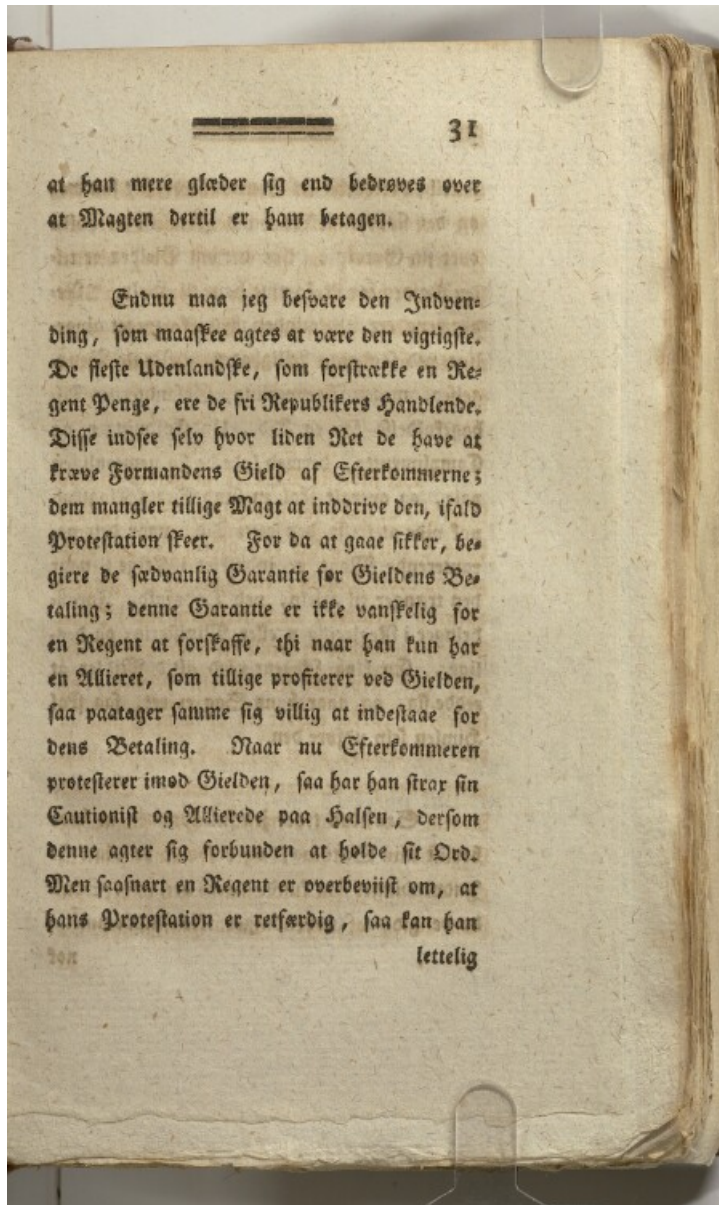 31
at han mere glæder sig end bedrøves over
at Magten dertil er ham betagen.
Endnu maa jeg besvare den Indven-
ding, som maaskee agtes at være den vigtigste.
De fleste Udenlandske, som forstrække en Re-
gent Penge, ere de fri Republikers Handlende.
Disse indsee selv hvor liden Ret de have at
kræve Formandens Gield af Efterkommerne;
dem mangler tillige Magt at inddrive den, ifald
Protestation skeer. For da at gaae sikker, be-
giere de sædvanlig Garantie for Gieldens Be-
taling; denne Garantie er ikke vanskelig for
en Regent at forskaffe, thi naar han kun har
en Allieret, som tillige profiterer ved Gielden,
saa paatager samme sig villig at indestaae for
dens Betaling. Naar nu Efterkommeren
protesterer imod Gielden, saa har han strax sin
Cautionist og Allierede paa Halsen, dersom
denne agter sig forbunden at holde sit Ord.
Men saasnart en Regent er overbeviist om, at
hans Protestation er retfærdig, saa kan han
lettelig